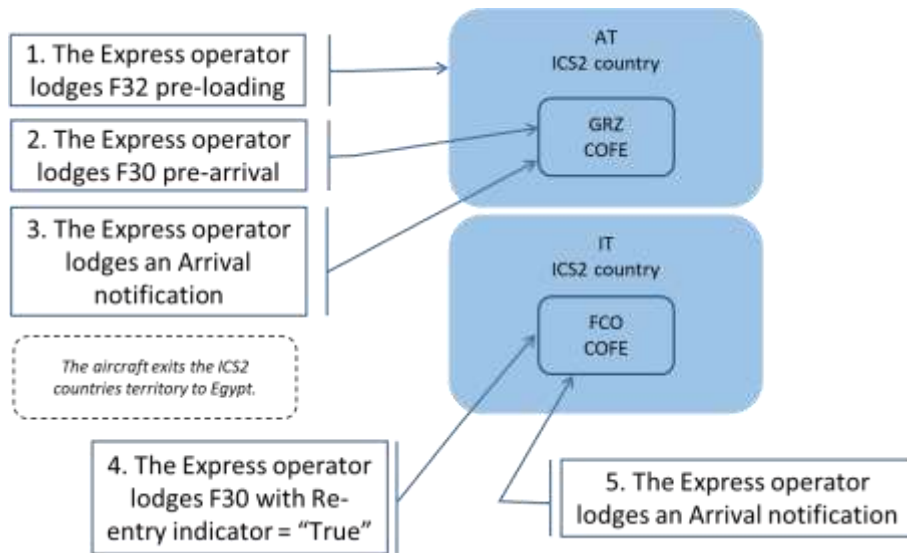 1. The Express operator
lodges F32 pre-loading
2. The Express operator
lodges F30 pre-arrival
3. The Express operator
lodges an Arrival
notification
The aircraft exits the ICS2
countries territory to Egypt.
AT
ICS2 country
GRZ
COFE
IT
ICS2 country
FCO
COFE
4. The Express operator
lodges F30 with Re-
entry indicator = “True”
5. The Express operator
lodges an Arrival notification